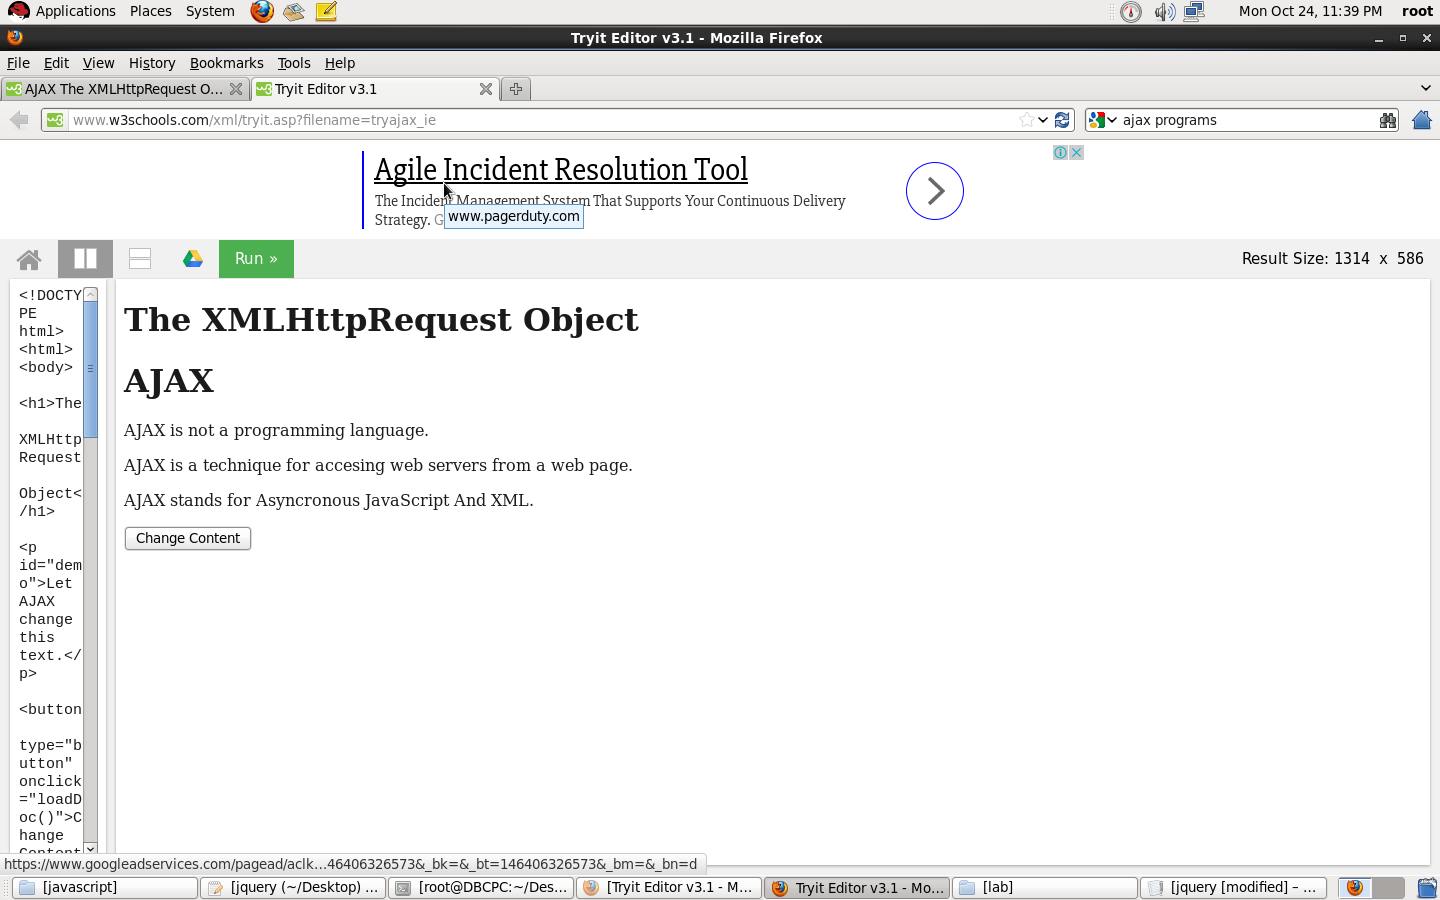 Applications Places System Mon Oct 24, 11:39 PM root
Tryit Editor v3.1 - Mozilla Firefox
File Edit View History Bookmarks Tools Help
AJAX The XMLHttpRequest O... Tryit Editor v3.1
www.w3schools.com/xml/tryit.asp?filename=tryajax_ie ajax programs
Agile Incident Resolution Tool
The Incident Management System That Supports Your Continuous Delivery
Strategy. G
www.pagerduty.com
Run » Result Size: 1314 x 586
<!DOCTY
PE
html>
<html>
<body>
<h1>The
XMLHttp
Request
Object<
/h1>
<p
id="dem
o">Let
AJAX
change
this
text.</
p>
<button
type="b
utton"
onclick
="loadD
oc()">C
hange
Content
The XMLHttpRequest Object
AJAX
AJAX is not a programming language.
AJAX is a technique for accesing web servers from a web page.
AJAX stands for Asyncronous JavaScript And XML.
Change Content
https://www.googleadservices.com/pagead/aclk...46406326573&_bk=&_bt=146406326573&_bm=&_bn=d
[javascript] [jquery (~/Desktop) ... [root@DBCPC:~/Des... [Tryit Editor v3.1 - M... Tryit Editor v3.1 - Mo... [lab] [jquery [modified] – ...